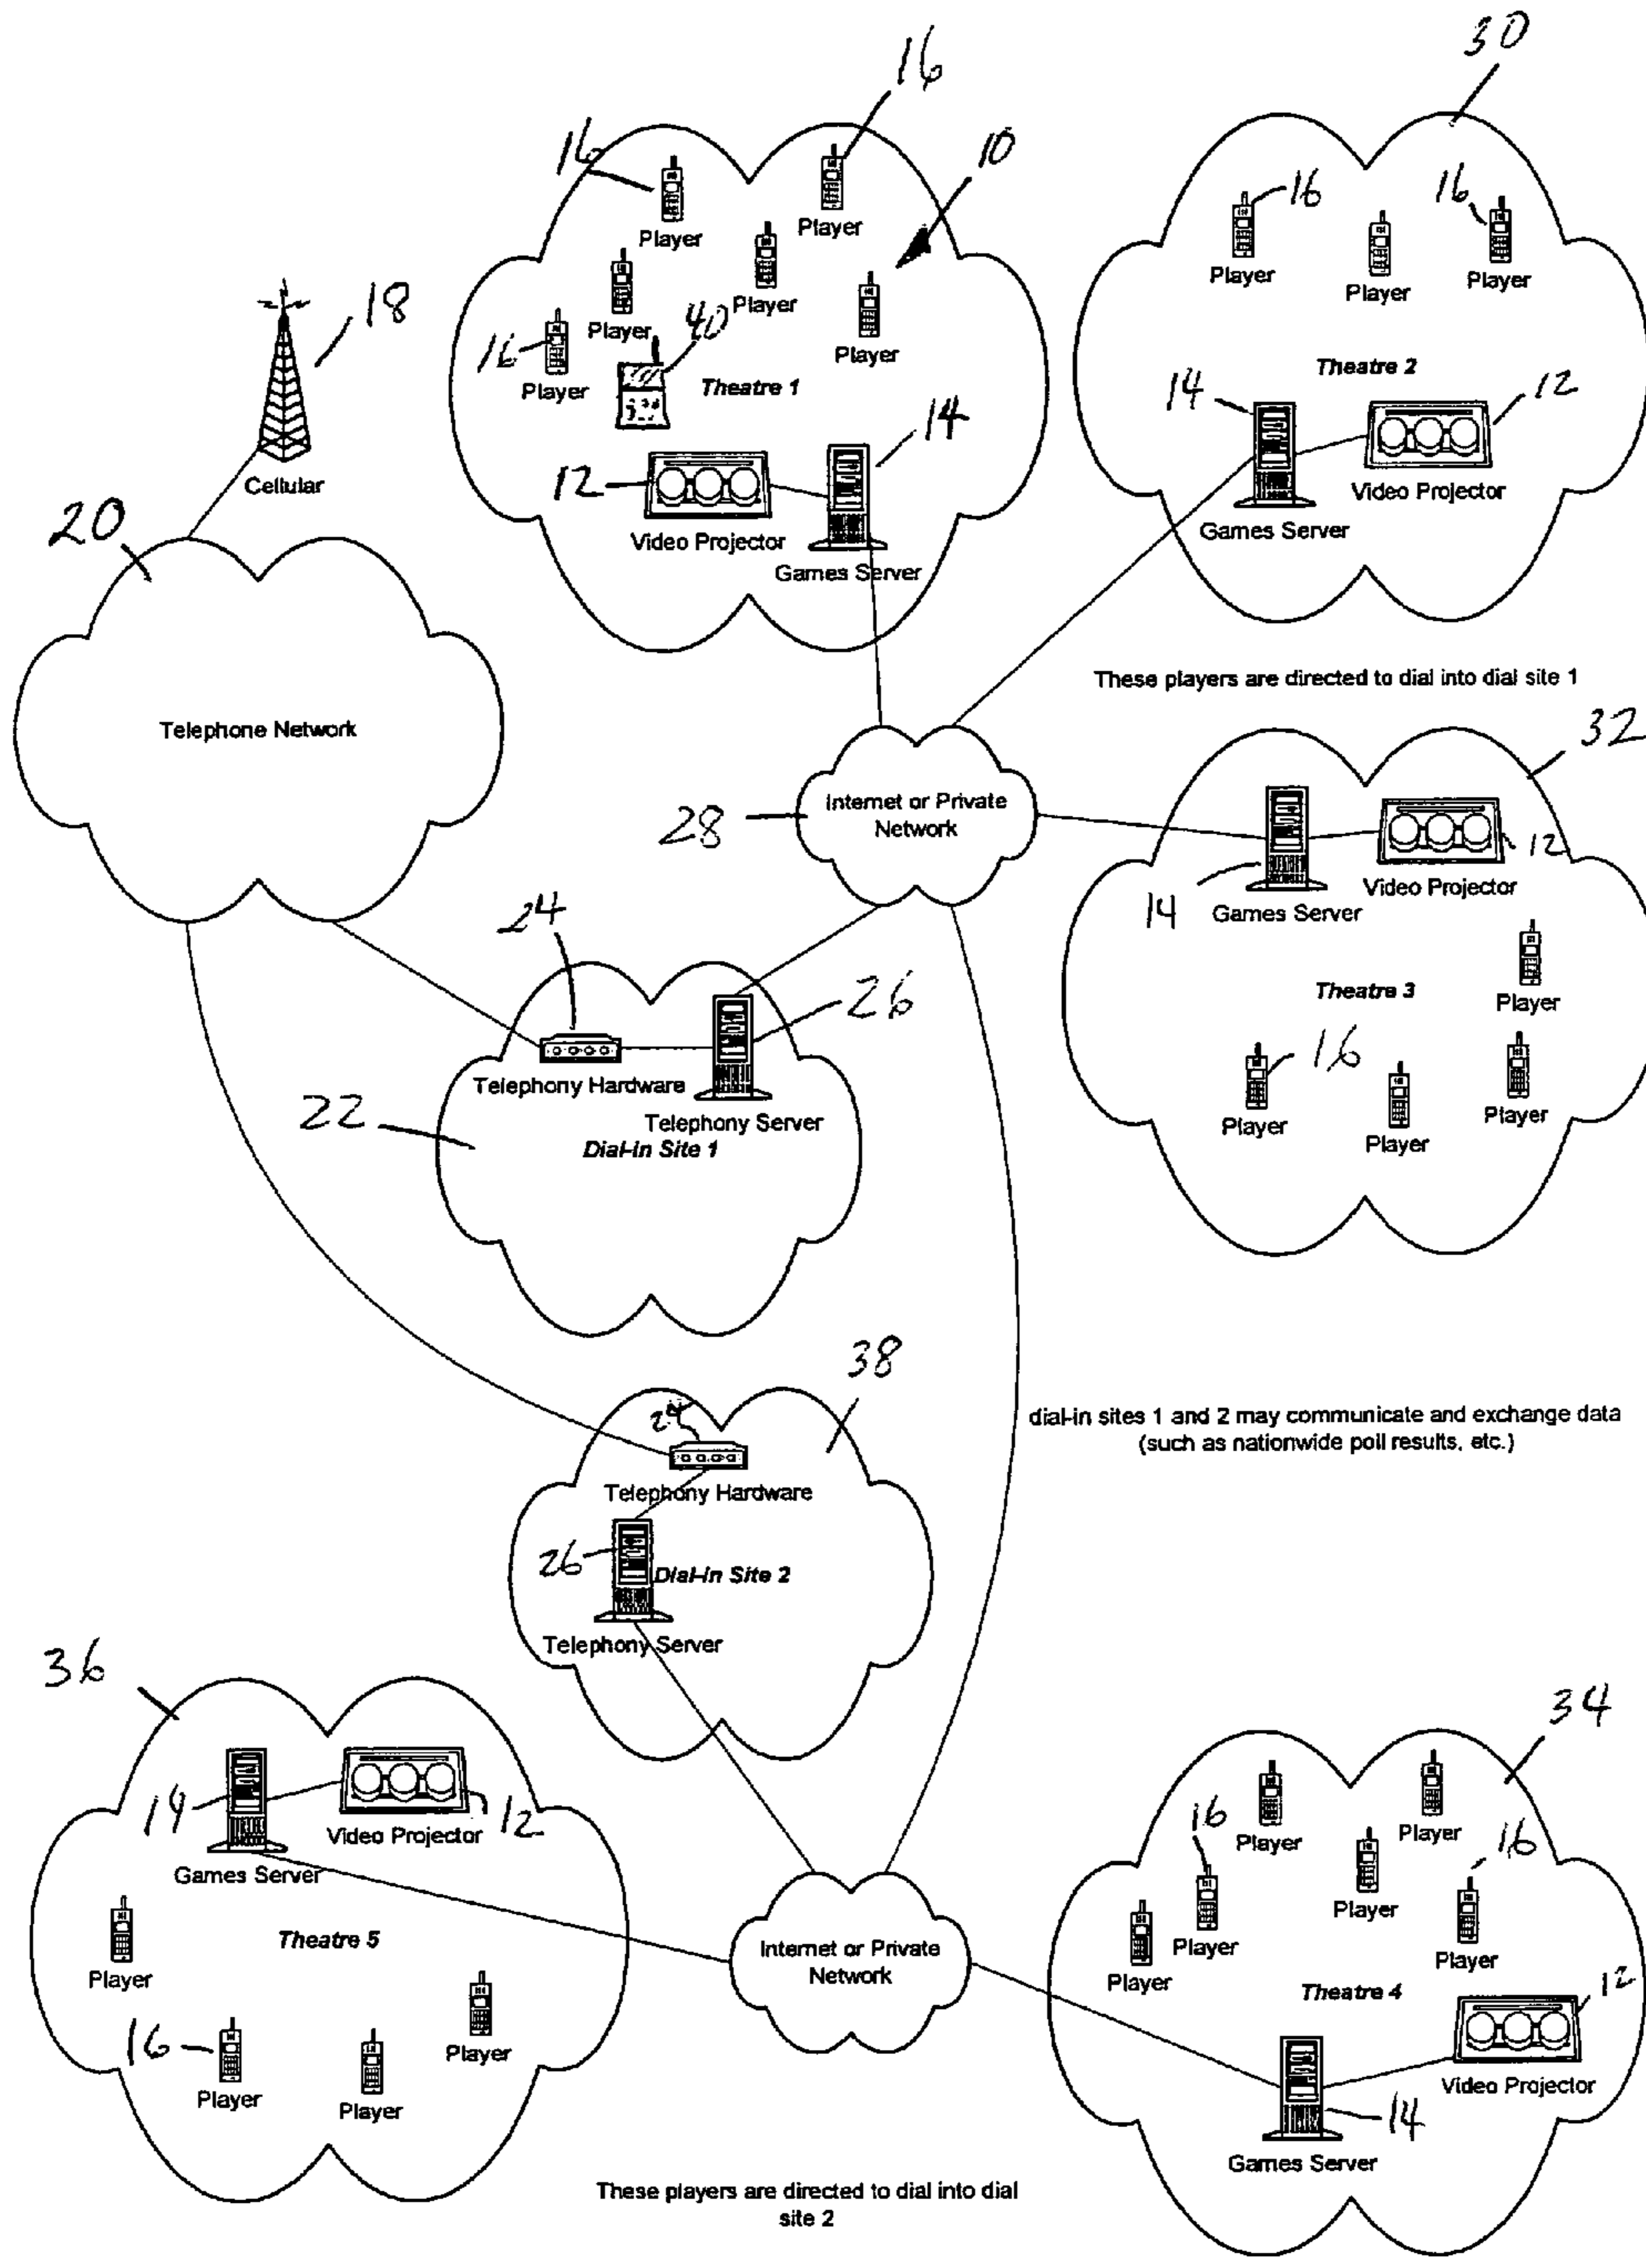 30
16
16
10
Player
Player
Player
Player
Player
Player
16
40
Theatre 1
14
12
Video Projector
Games Server
16
16
Player
Player
Player
Theatre 2
14
12
Video Projector
Games Server
18
Cellular
20
Telephone Network
These players are directed to dial into dial site 1
32
Internet or Private
Network
28
12
Video Projector
14
Games Server
Theatre 3
Player
16
Player
Player
Player
24
26
Telephony Hardware
Telephony Server
22
Dial-in Site 1
38
24
Telephony Hardware
26
Dial-in Site 2
Telephony Server
dial-in sites 1 and 2 may communicate and exchange data
(such as nationwide poll results, etc.)
36
14
12
Video Projector
Games Server
Theatre 5
Player
Player
16
Player
Player
Internet or Private
Network
34
Player
Player
16
16
Player
Player
Player
Player
Theatre 4
12
Video Projector
14
Games Server
These players are directed to dial into dial
site 2